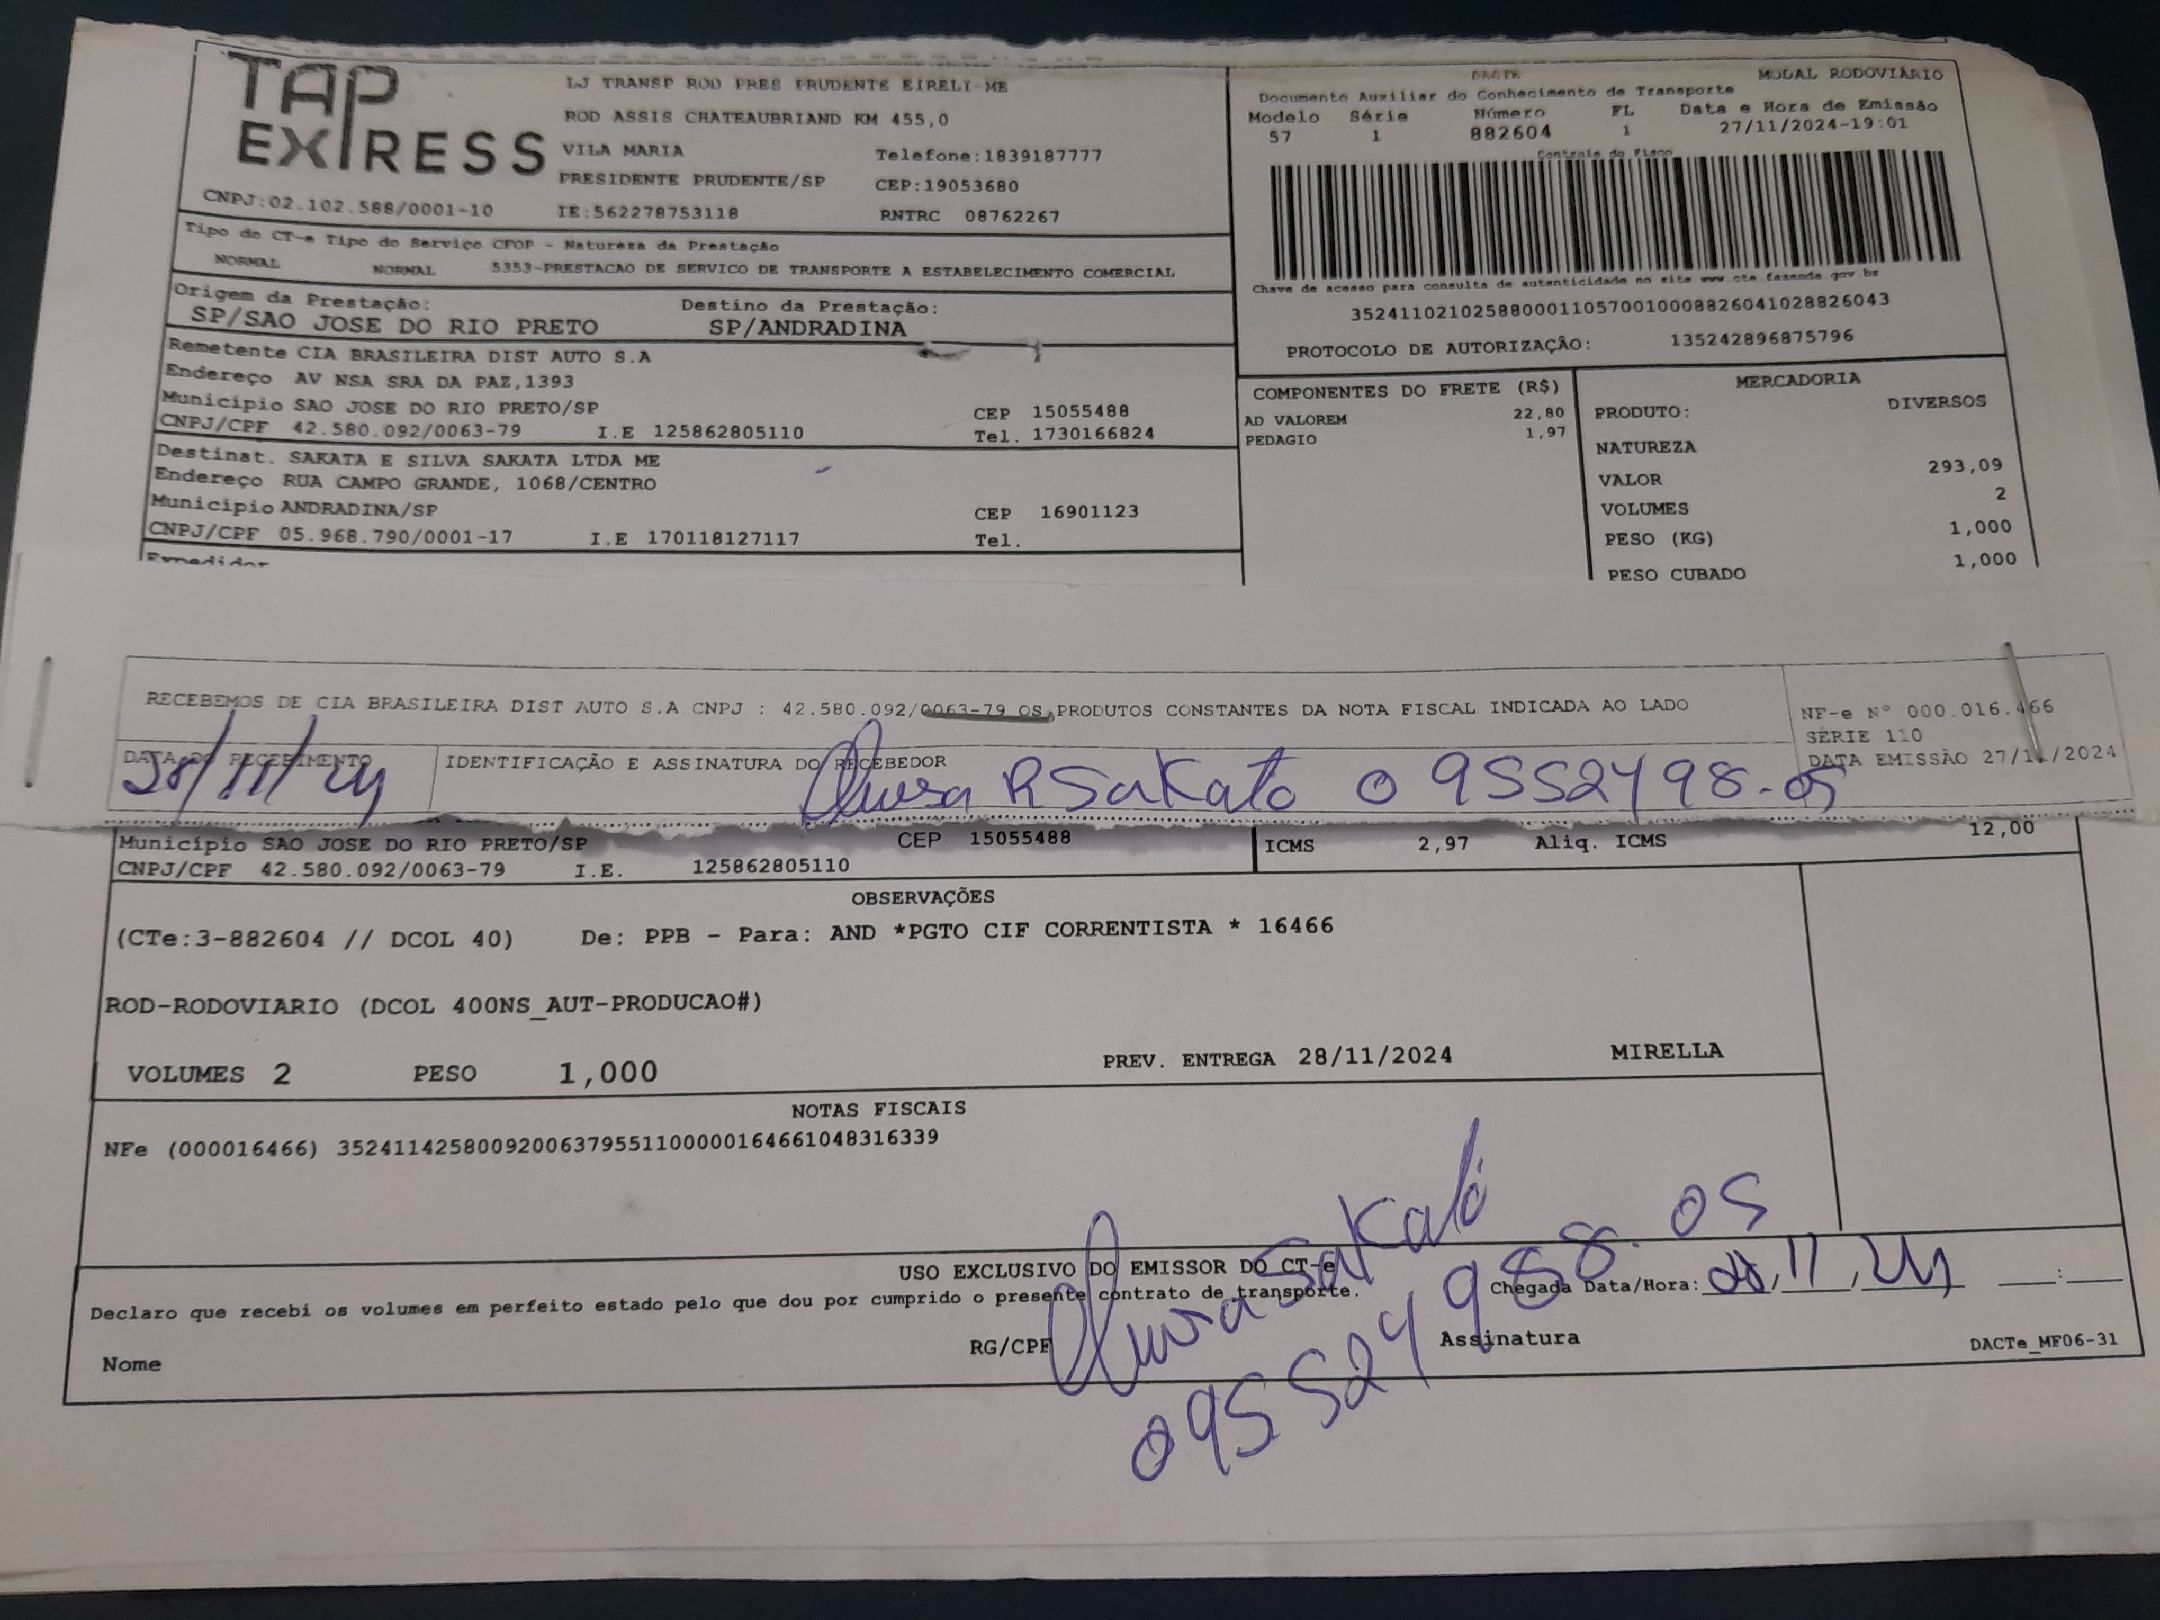 TAP
EXPRESS
LJ TRANSP ROD PRES PRUDENTE EIRELI-ME
ROD ASSIS CHATEAUBRIAND KM 455,0
VILA MARIA Telefone:1839187777
PRESIDENTE PRUDENTE/SP CEP:19053680
CNPJ:02.102.588/0001-10 IE:562278753118 RNTRC 08762267
DACTE MODAL RODOVIÁRIO
Documento Auxiliar do Conhecimento de Transporte
Modelo Série Número FL Data e Hora de Emissão
57 1 882604 1 27/11/2024-19:01
Controle do Fisco
Chave de acesso para consulta de autenticidade no site www.cte.fazenda.gov.br
35241102102588000110570010008826041028826043
PROTOCOLO DE AUTORIZAÇÃO: 135242896875796
Tipo do CT-e Tipo do Serviço CFOP - Natureza da Prestação
NORMAL NORMAL 5353-PRESTACAO DE SERVICO DE TRANSPORTE A ESTABELECIMENTO COMERCIAL
Origem da Prestação: Destino da Prestação:
SP/SAO JOSE DO RIO PRETO SP/ANDRADINA
Remetente CIA BRASILEIRA DIST AUTO S.A
Endereço AV NSA SRA DA PAZ,1393
Município SAO JOSE DO RIO PRETO/SP CEP 15055488
CNPJ/CPF 42.580.092/0063-79 I.E 125862805110 Tel. 1730166824
Destinat. SAKATA E SILVA SAKATA LTDA ME
Endereço RUA CAMPO GRANDE, 1068/CENTRO
Município ANDRADINA/SP CEP 16901123
CNPJ/CPF 05.968.790/0001-17 I.E 170118127117 Tel.
Expedidor
COMPONENTES DO FRETE (R$)
AD VALOREM 22,80
PEDAGIO 1,97
MERCADORIA
PRODUTO: DIVERSOS
NATUREZA
VALOR 293,09
VOLUMES 2
PESO (KG) 1,000
PESO CUBADO 1,000
RECEBEMOS DE CIA BRASILEIRA DIST AUTO S.A CNPJ : 42.580.092/0063-79 OS PRODUTOS CONSTANTES DA NOTA FISCAL INDICADA AO LADO
NF-e Nº 000.016.466
SÉRIE 110
DATA EMISSÃO 27/11/2024
DATA DO RECEBIMENTO IDENTIFICAÇÃO E ASSINATURA DO RECEBEDOR
28/11/24 R Sakato 09552498-05
Município SAO JOSE DO RIO PRETO/SP CEP 15055488
CNPJ/CPF 42.580.092/0063-79 I.E. 125862805110
ICMS 2,97 Aliq. ICMS 12,00
OBSERVAÇÕES
(CTe:3-882604 // DCOL 40) De: PPB - Para: AND *PGTO CIF CORRENTISTA * 16466
ROD-RODOVIARIO (DCOL 400NS_AUT-PRODUCAO#)
VOLUMES 2 PESO 1,000 PREV. ENTREGA 28/11/2024 MIRELLA
NOTAS FISCAIS
NFe (000016466) 35241142580092006379551100000164661048316339
USO EXCLUSIVO DO EMISSOR DO CT-e
Declaro que recebi os volumes em perfeito estado pelo que dou por cumprido o presente contrato de transporte. Chegada Data/Hora: 28,11,24 :
Nome RG/CPF Assinatura DACTe_MF06-31
Sakato